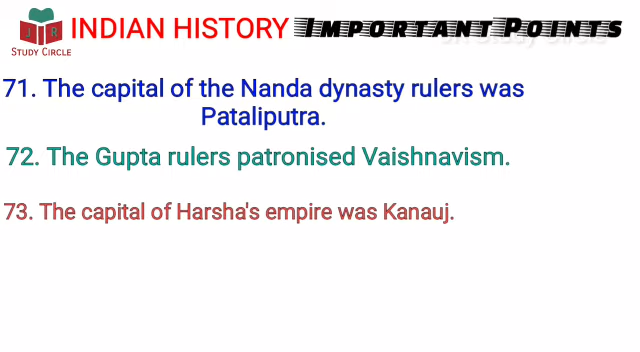 J R
STUDY CIRCLE
INDIAN HISTORY IMPORTANT POINTS
71. The capital of the Nanda dynasty rulers was
Pataliputra.
72. The Gupta rulers patronised Vaishnavism.
73. The capital of Harsha's empire was Kanauj.